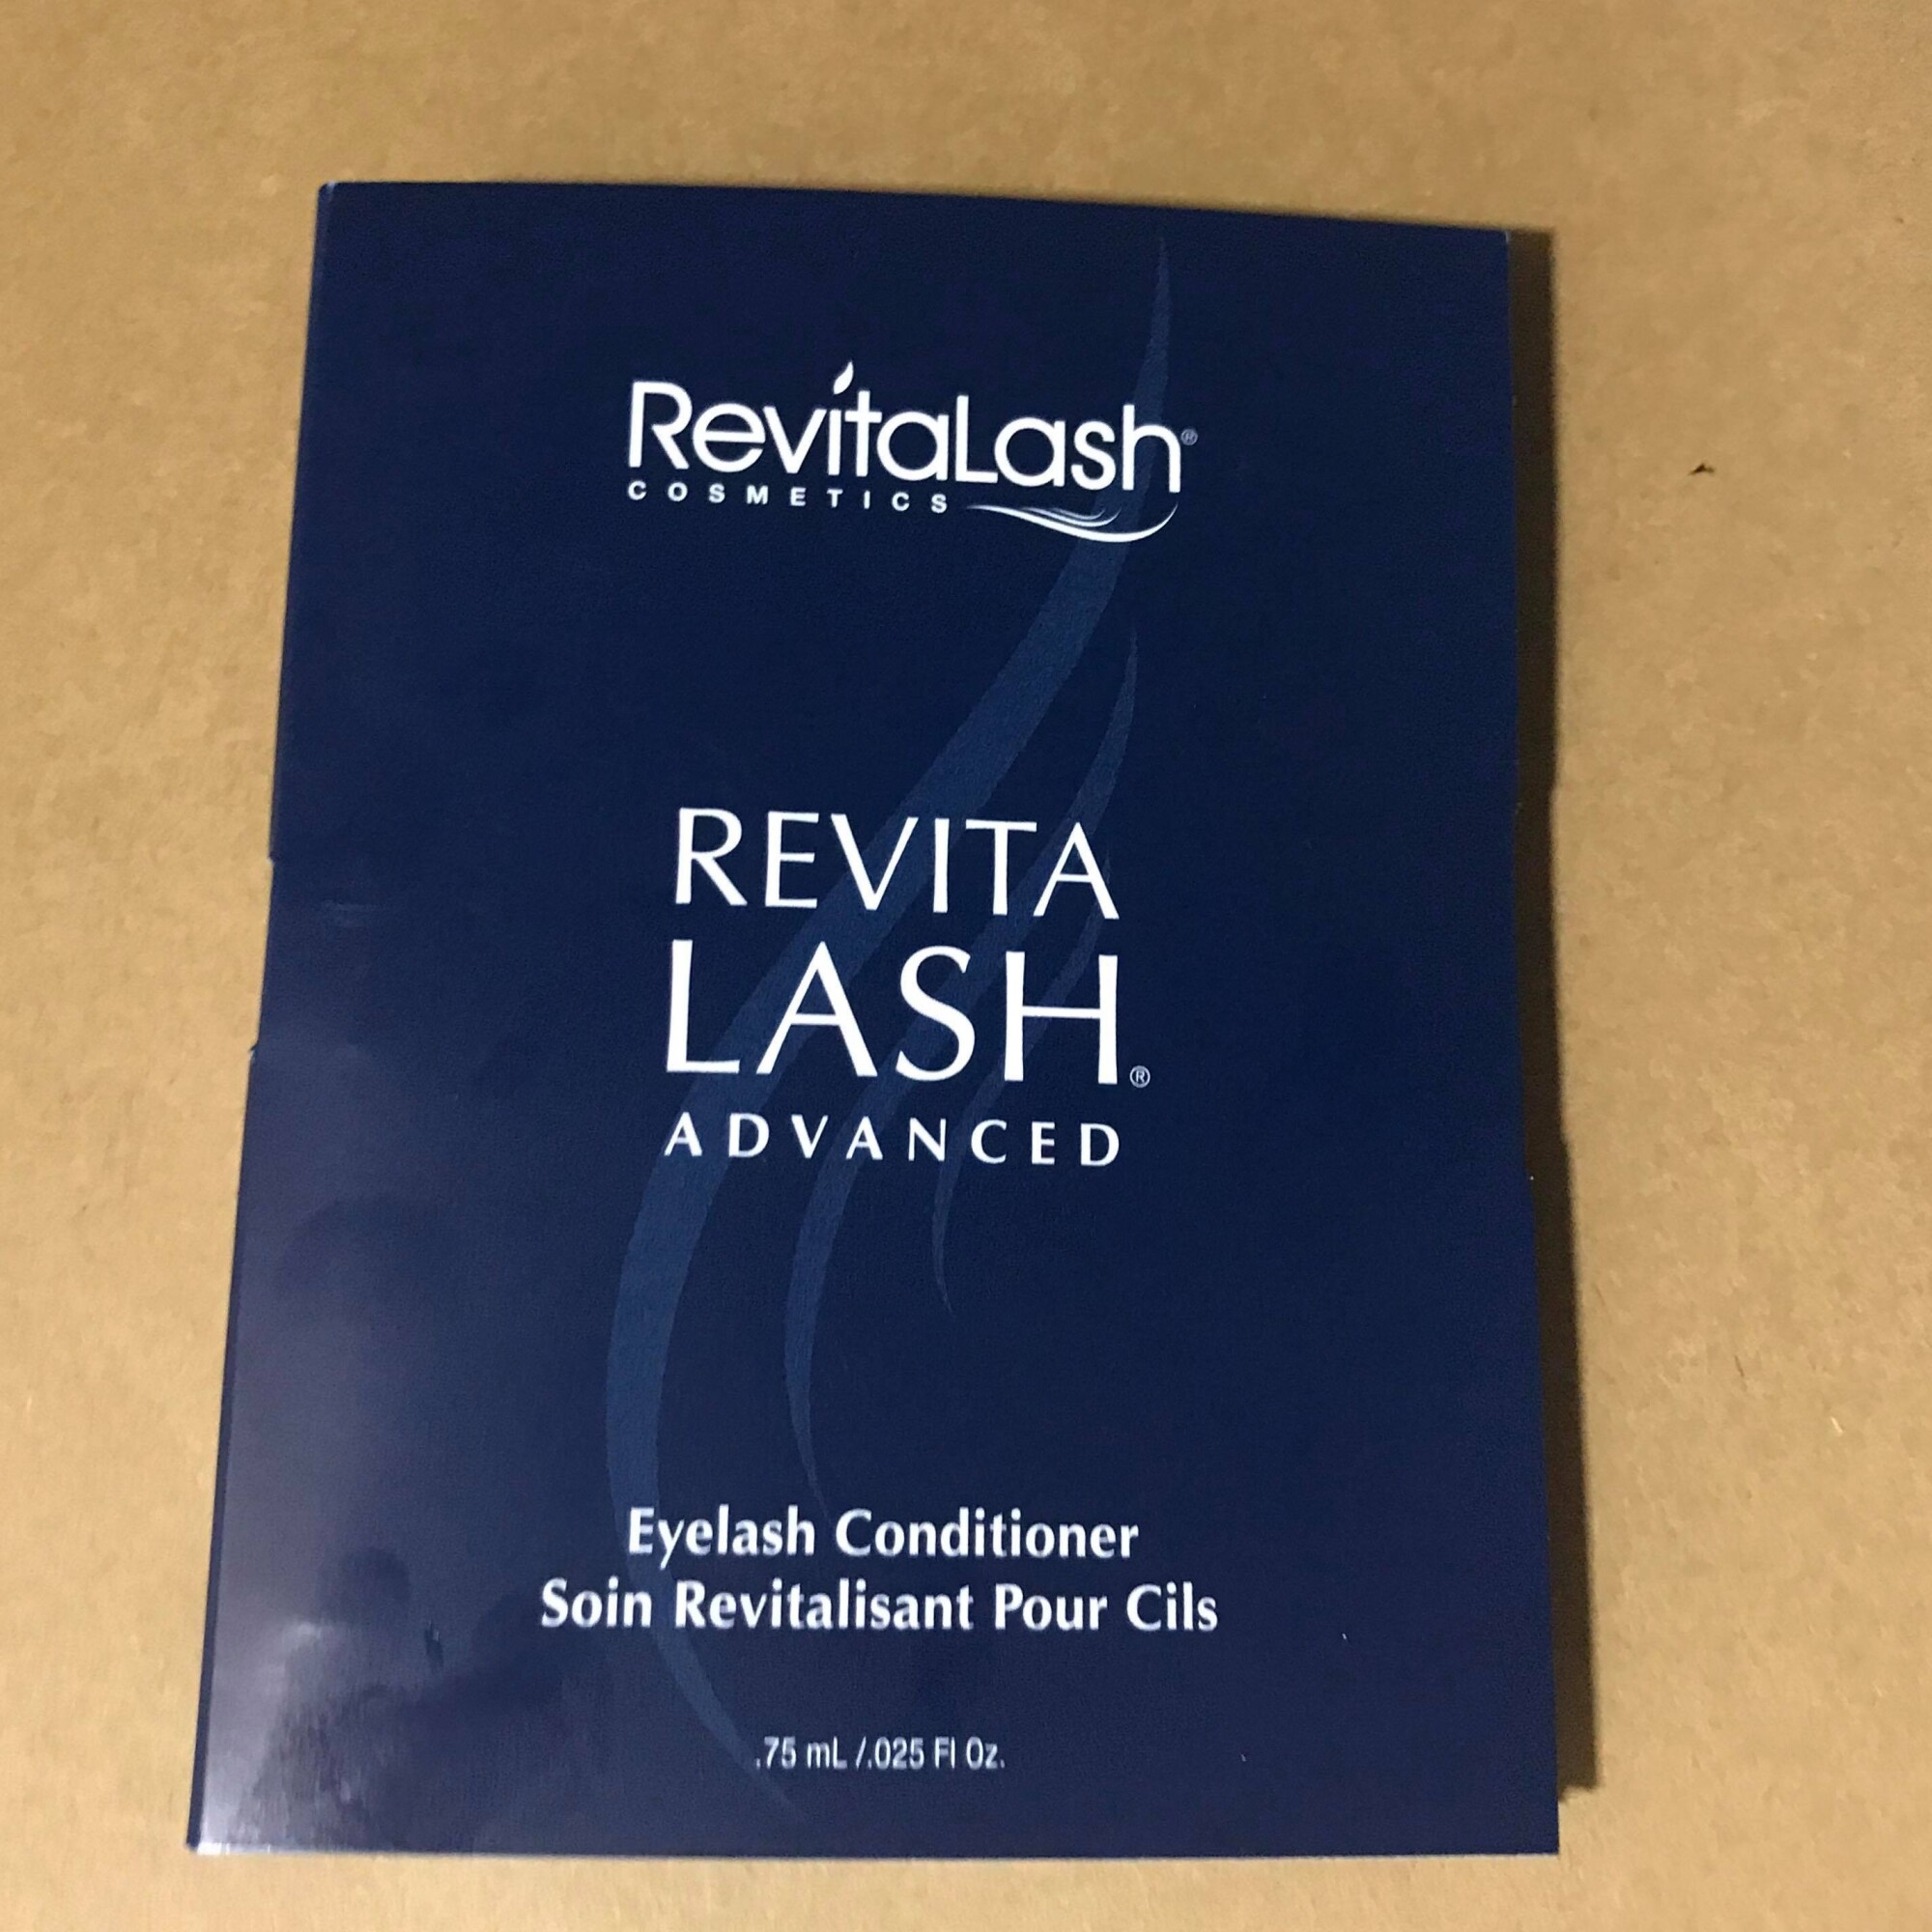 RevitaLash®
COSMETICS
REVITA
LASH®
ADVANCED
Eyelash Conditioner
Soin Revitalisant Pour Cils
.75 mL /.025 Fl Oz.